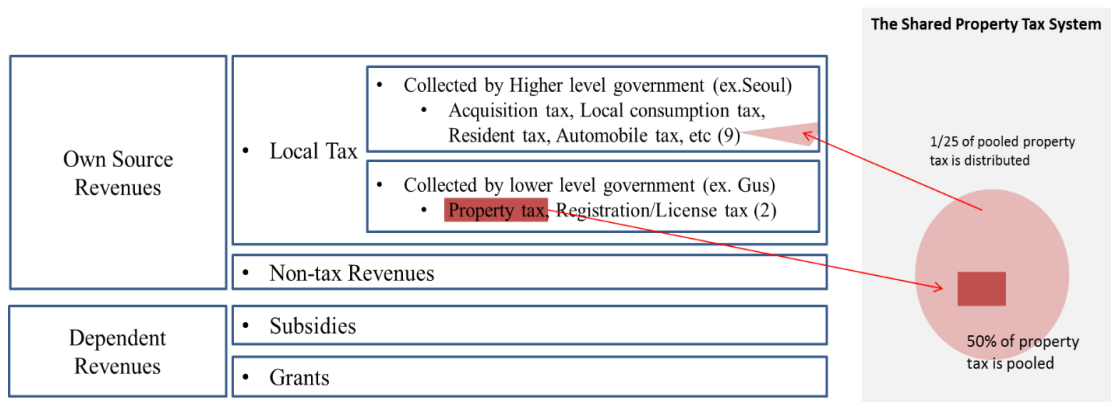 The Shared Property Tax System
Own Source
Revenues
• Local Tax
• Collected by Higher level government (ex.Seoul)
• Acquisition tax, Local consumption tax,
Resident tax, Automobile tax, etc (9)
• Collected by lower level government (ex. Gus)
• Property tax, Registration/License tax (2)
• Non-tax Revenues
Dependent
Revenues
• Subsidies
• Grants
1/25 of pooled property
tax is distributed
50% of property
tax is pooled